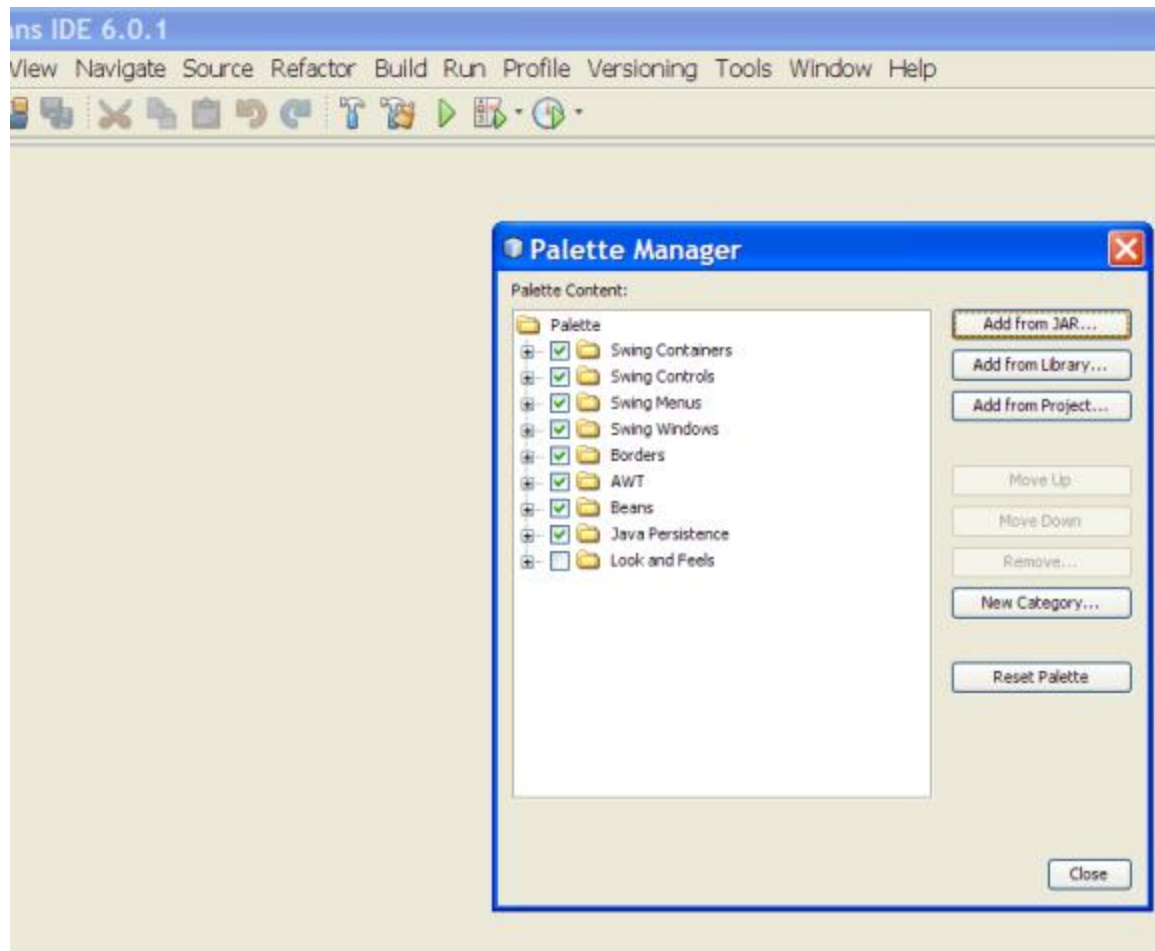 ans IDE 6.0.1
View Navigate Source Refactor Build Run Profile Versioning Tools Window Help
Palette Manager
Palette Content:
Palette
Swing Containers
Swing Controls
Swing Menus
Swing Windows
Borders
AWT
Beans
Java Persistence
Look and Feels
Add from JAR...
Add from Library...
Add from Project...
Move Up
Move Down
Remove...
New Category...
Reset Palette
Close